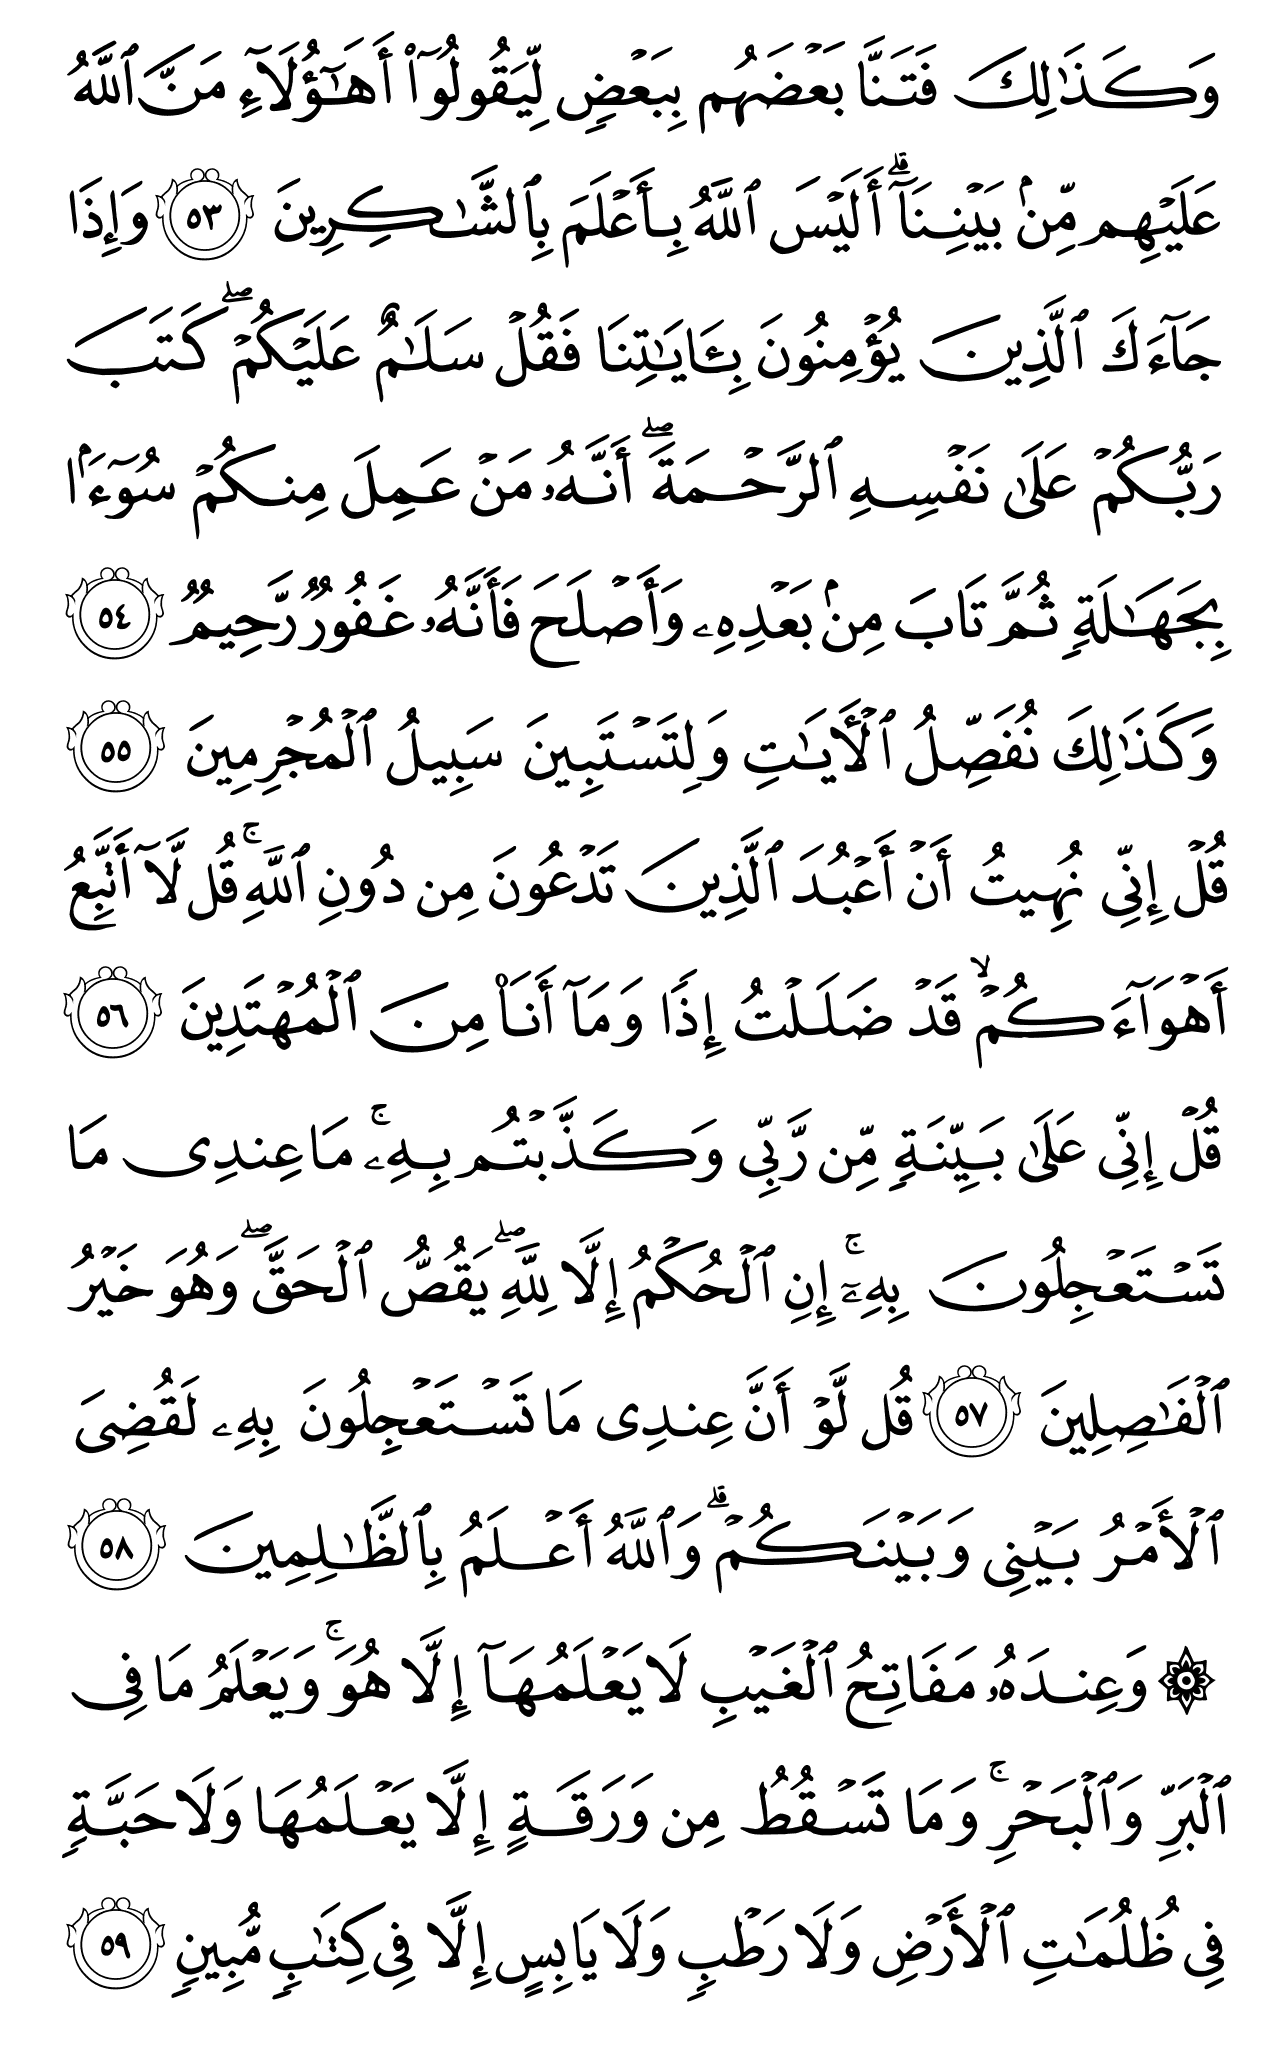 وَكَذَٰلِكَ فَتَنَّا بَعْضَهُم بِبَعْضٍ لِّيَقُولُوٓا۟ أَهَـٰٓؤُلَآءِ مَنَّ ٱللَّهُ
عَلَيْهِم مِّنۢ بَيْنِنَآ ۗ أَلَيْسَ ٱللَّهُ بِأَعْلَمَ بِٱلشَّـٰكِرِينَ ٥٣ وَإِذَا
جَآءَكَ ٱلَّذِينَ يُؤْمِنُونَ بِـَٔايَـٰتِنَا فَقُلْ سَلَـٰمٌ عَلَيْكُمْ ۖ كَتَبَ
رَبُّكُمْ عَلَىٰ نَفْسِهِ ٱلرَّحْمَةَ ۖ أَنَّهُۥ مَنْ عَمِلَ مِنكُمْ سُوٓءًۢا
بِجَهَـٰلَةٍ ثُمَّ تَابَ مِنۢ بَعْدِهِۦ وَأَصْلَحَ فَأَنَّهُۥ غَفُورٌ رَّحِيمٌ ٥٤
وَكَذَٰلِكَ نُفَصِّلُ ٱلْـَٔايَـٰتِ وَلِتَسْتَبِينَ سَبِيلُ ٱلْمُجْرِمِينَ ٥٥
قُلْ إِنِّى نُهِيتُ أَنْ أَعْبُدَ ٱلَّذِينَ تَدْعُونَ مِن دُونِ ٱللَّهِ ۚ قُل لَّآ أَتَّبِعُ
أَهْوَآءَكُمْ ۙ قَدْ ضَلَلْتُ إِذًا وَمَآ أَنَا۠ مِنَ ٱلْمُهْتَدِينَ ٥٦
قُلْ إِنِّى عَلَىٰ بَيِّنَةٍ مِّن رَّبِّى وَكَذَّبْتُم بِهِۦ ۚ مَا عِندِى مَا
تَسْتَعْجِلُونَ بِهِۦٓ ۚ إِنِ ٱلْحُكْمُ إِلَّا لِلَّهِ ۖ يَقُصُّ ٱلْحَقَّ ۖ وَهُوَ خَيْرُ
ٱلْفَـٰصِلِينَ ٥٧ قُل لَّوْ أَنَّ عِندِى مَا تَسْتَعْجِلُونَ بِهِۦ لَقُضِىَ
ٱلْأَمْرُ بَيْنِى وَبَيْنَكُمْ ۗ وَٱللَّهُ أَعْلَمُ بِٱلظَّـٰلِمِينَ ٥٨
۞ وَعِندَهُۥ مَفَاتِحُ ٱلْغَيْبِ لَا يَعْلَمُهَآ إِلَّا هُوَ ۚ وَيَعْلَمُ مَا فِى
ٱلْبَرِّ وَٱلْبَحْرِ ۚ وَمَا تَسْقُطُ مِن وَرَقَةٍ إِلَّا يَعْلَمُهَا وَلَا حَبَّةٍ
فِى ظُلُمَـٰتِ ٱلْأَرْضِ وَلَا رَطْبٍ وَلَا يَابِسٍ إِلَّا فِى كِتَـٰبٍ مُّبِينٍ ٥٩